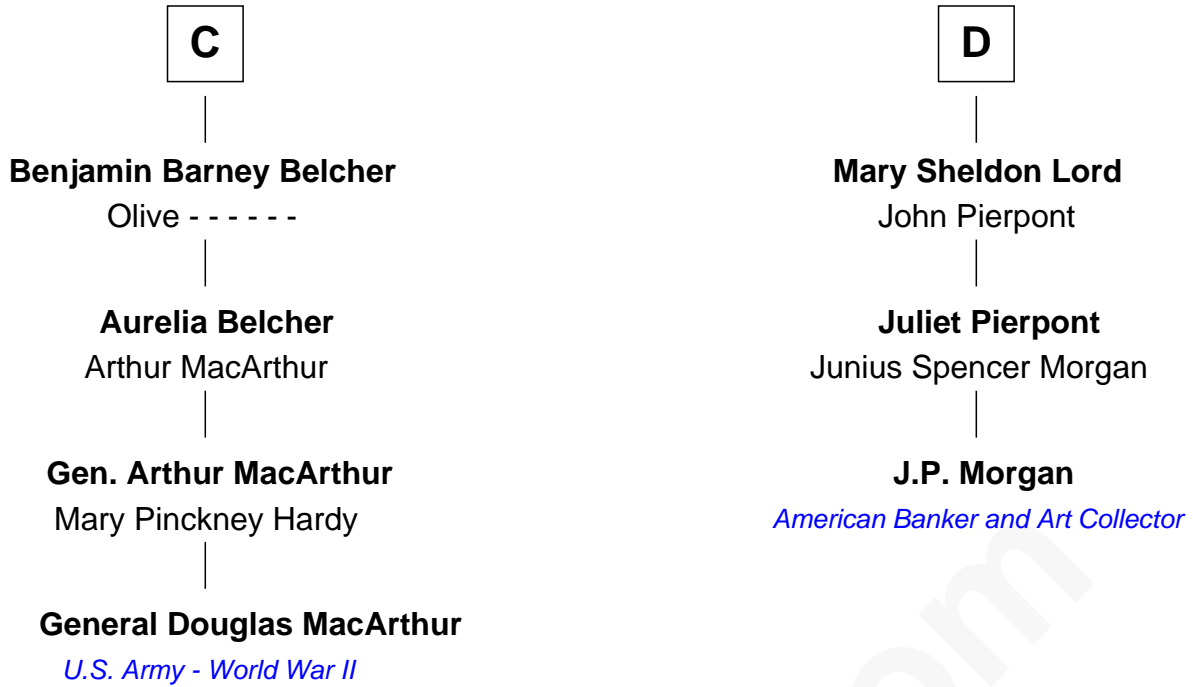 C
Benjamin Barney Belcher
Olive - - - - - -
Aurelia Belcher
Arthur MacArthur
Gen. Arthur MacArthur
Mary Pinckney Hardy
General Douglas MacArthur
U.S. Army - World War II
D
Mary Sheldon Lord
John Pierpont
Juliet Pierpont
Junius Spencer Morgan
J.P. Morgan
American Banker and Art Collector
om